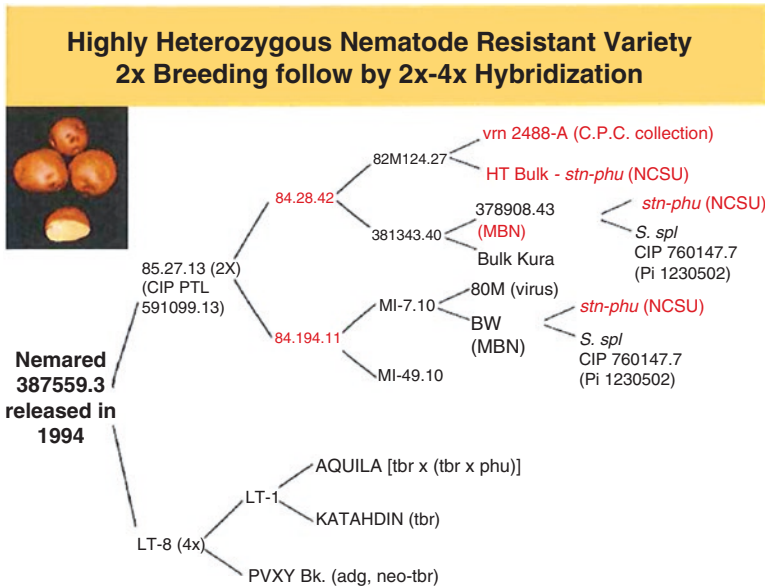 Highly Heterozygous Nematode Resistant Variety
2x Breeding follow by 2x-4x Hybridization
vrn 2488-A (C.P.C. collection)
82M124.27
HT Bulk - stn-phu (NCSU)
84.28.42
378908.43
(MBN)
stn-phu (NCSU)
381343.40
S. spl
CIP 760147.7
(Pi 1230502)
Bulk Kura
85.27.13 (2X)
(CIP PTL
591099.13)
80M (virus)
MI-7.10
stn-phu (NCSU)
BW
(MBN)
84.194.11
S. spl
CIP 760147.7
(Pi 1230502)
MI-49.10
Nemared
387559.3
released in
1994
AQUILA [tbr x (tbr x phu)]
LT-1
KATAHDIN (tbr)
LT-8 (4x)
PVXY Bk. (adg, neo-tbr)